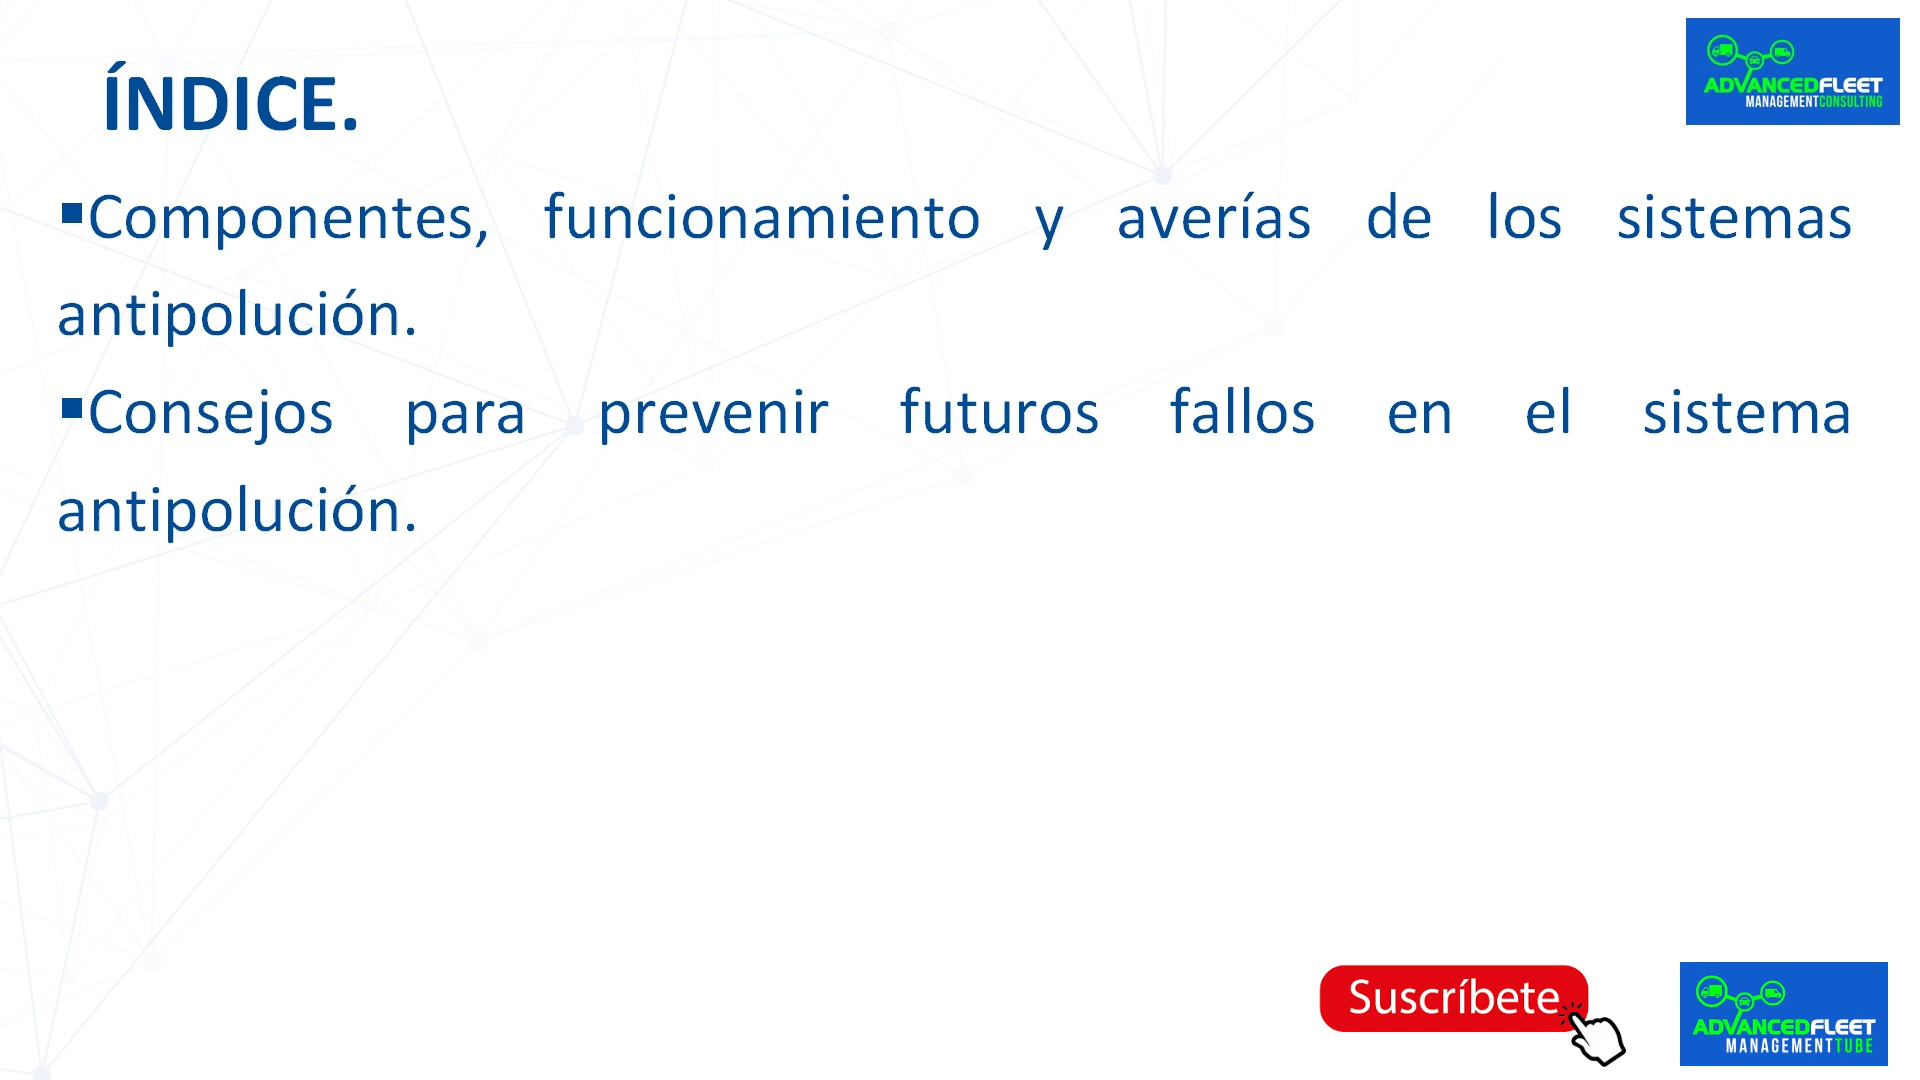 ÍNDICE.
ADVANCEDFLEET
MANAGEMENTCONSULTING
▪Componentes, funcionamiento y averías de los sistemas
antipolución.
▪Consejos para prevenir futuros fallos en el sistema
antipolución.
Suscríbete
ADVANCEDFLEET
MANAGEMENTTUBE